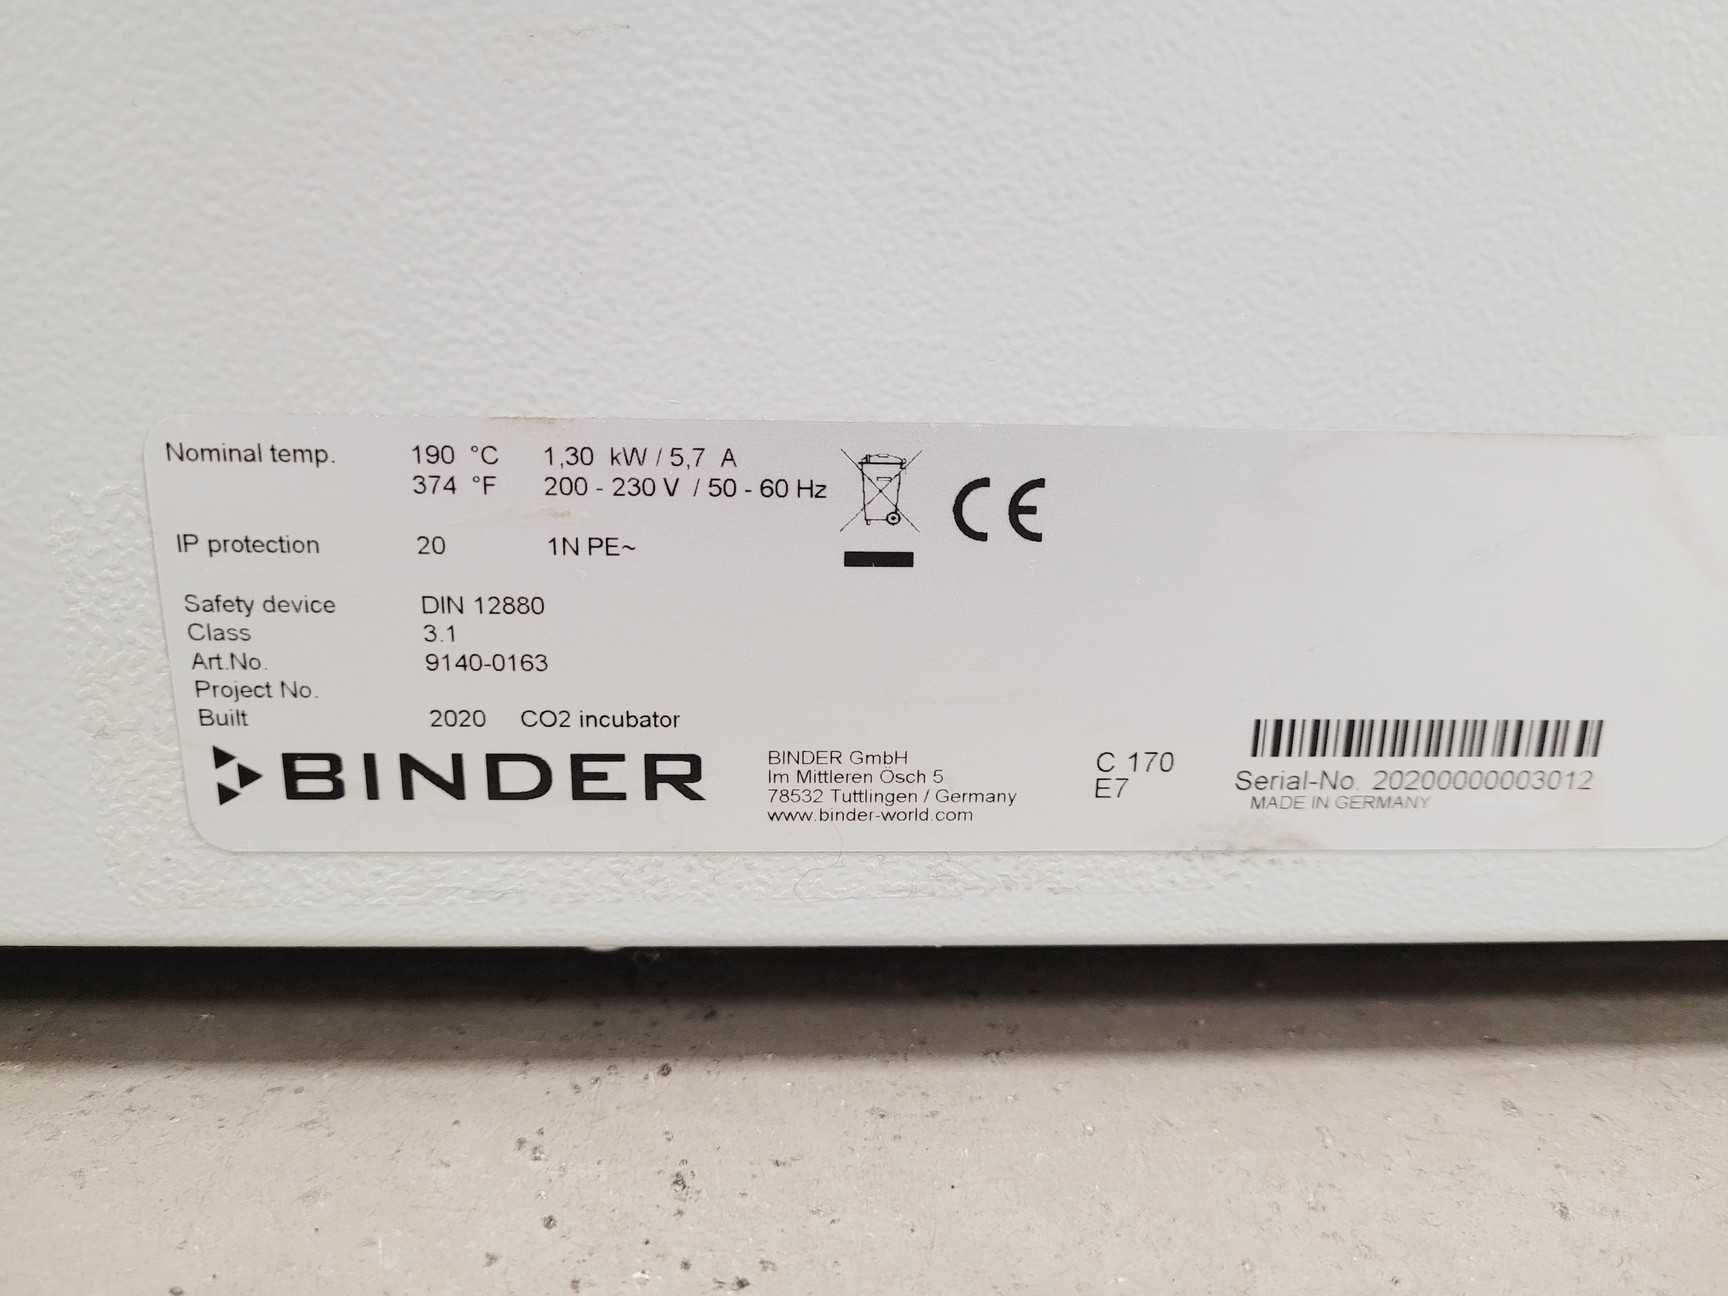 Nominal temp. 190 °C 1,30 kW / 5,7 A
374 °F 200 - 230 V / 50 - 60 Hz
IP protection 20 1N PE~
CE
Safety device DIN 12880
Class 3.1
Art.No. 9140-0163
Project No.
Built 2020 CO2 incubator
BINDER
BINDER GmbH
Im Mittleren Ösch 5
78532 Tuttlingen / Germany
www.binder-world.com
C 170
E7
Serial-No. 20200000003012
MADE IN GERMANY